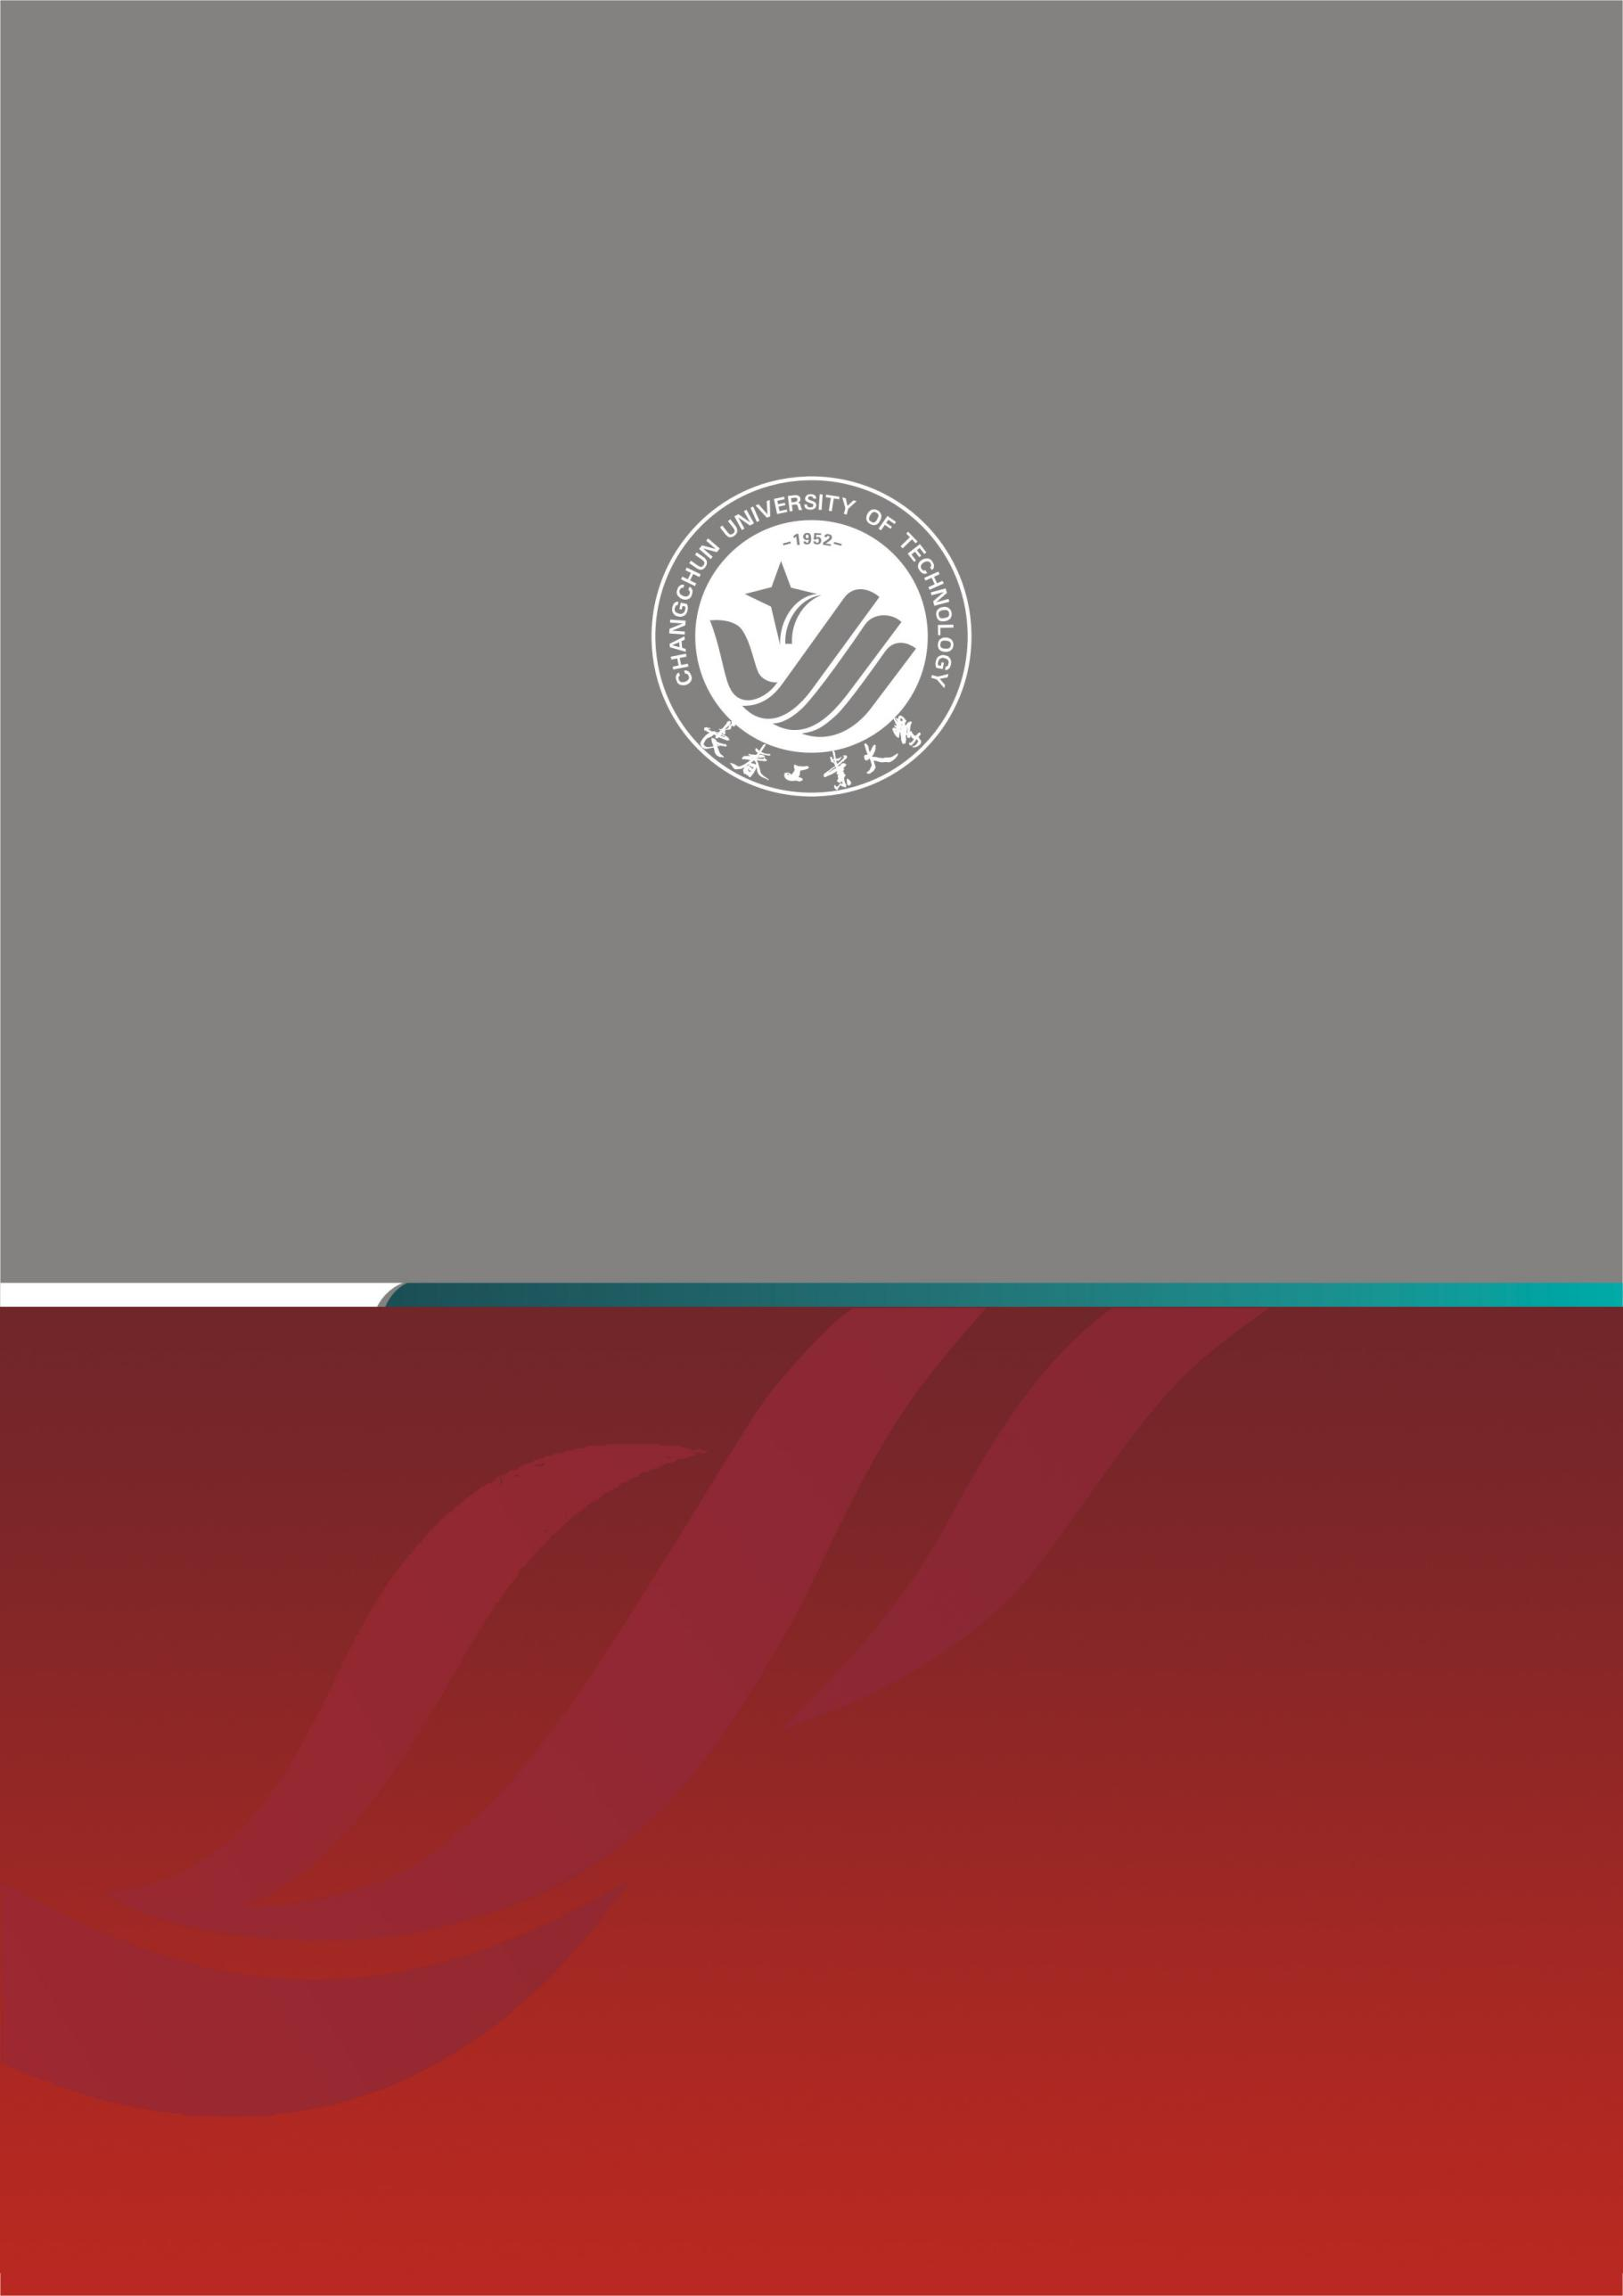 CHANGCHUN UNIVERSITY OF TECHNOLOGY
-1952-
长春工业大学